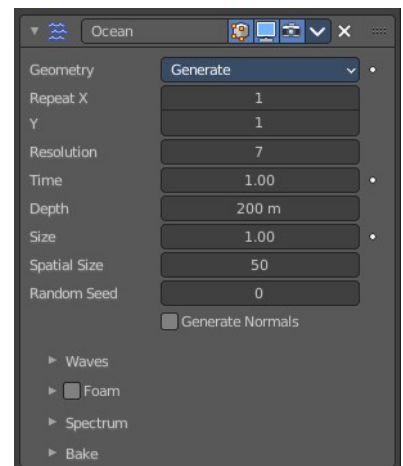 Ocean
Geometry Generate
Repeat X 1
Y 1
Resolution 7
Time 1.00
Depth 200 m
Size 1.00
Spatial Size 50
Random Seed 0
Generate Normals
Waves
Foam
Spectrum
Bake